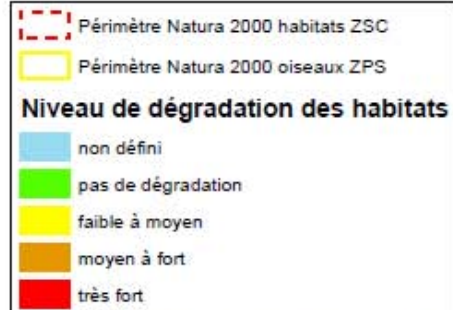 Périmètre Natura 2000 habitats ZSC
Périmètre Natura 2000 oiseaux ZPS
Niveau de dégradation des habitats
non défini
pas de dégradation
faible à moyen
moyen à fort
très fort